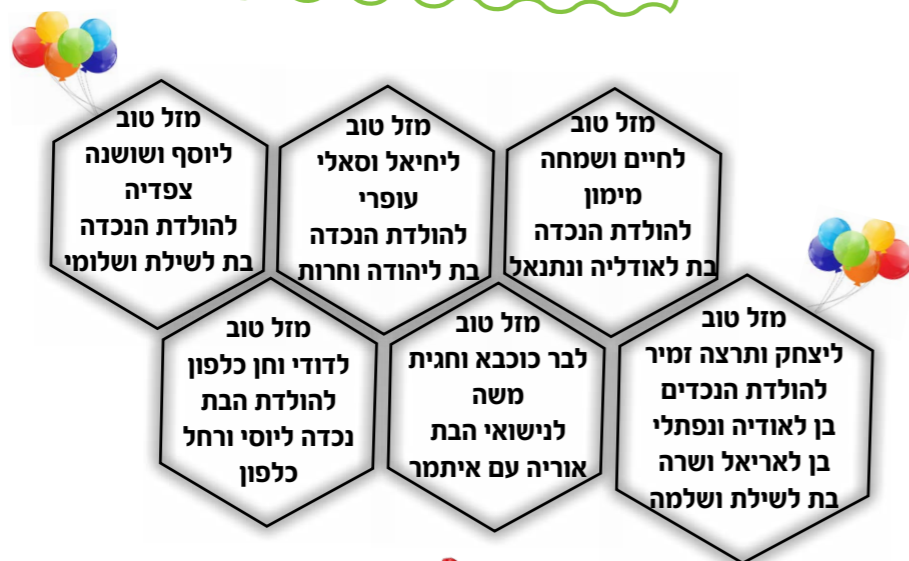 מזל טוב
לחיים ושמחה
מימון
להולדת הנכדה
בת לאודליה ונתנאל
מזל טוב
ליחיאל וסאלי
עופרי
להולדת הנכדה
בת ליהודה וחרות
מזל טוב
ליוסף ושושנה
צפדיה
להולדת הנכדה
בת לשילת ושלומי
מזל טוב
ליצחק ותרצה זמיר
להולדת הנכדים
בן לאודיה ונפתלי
בן לאריאל ושרה
בת לשילת ושלמה
מזל טוב
לבר כוכבא וחגית
משה
לנישואי הבת
אוריה עם איתמר
מזל טוב
לדודי וחן כלפון
להולדת הבת
נכדה ליוסי ורחל
כלפון